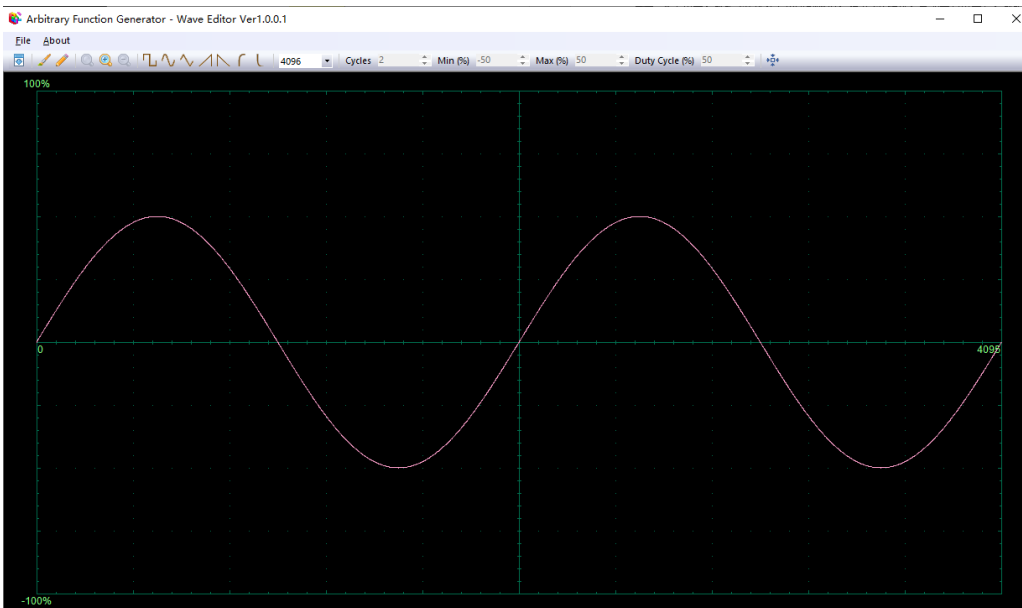 Arbitrary Function Generator - Wave Editor Ver1.0.0.1
File About
4096 Cycles 2 Min (%) -50 Max (%) 50 Duty Cycle (%) 50
100%
0 4095
-100%